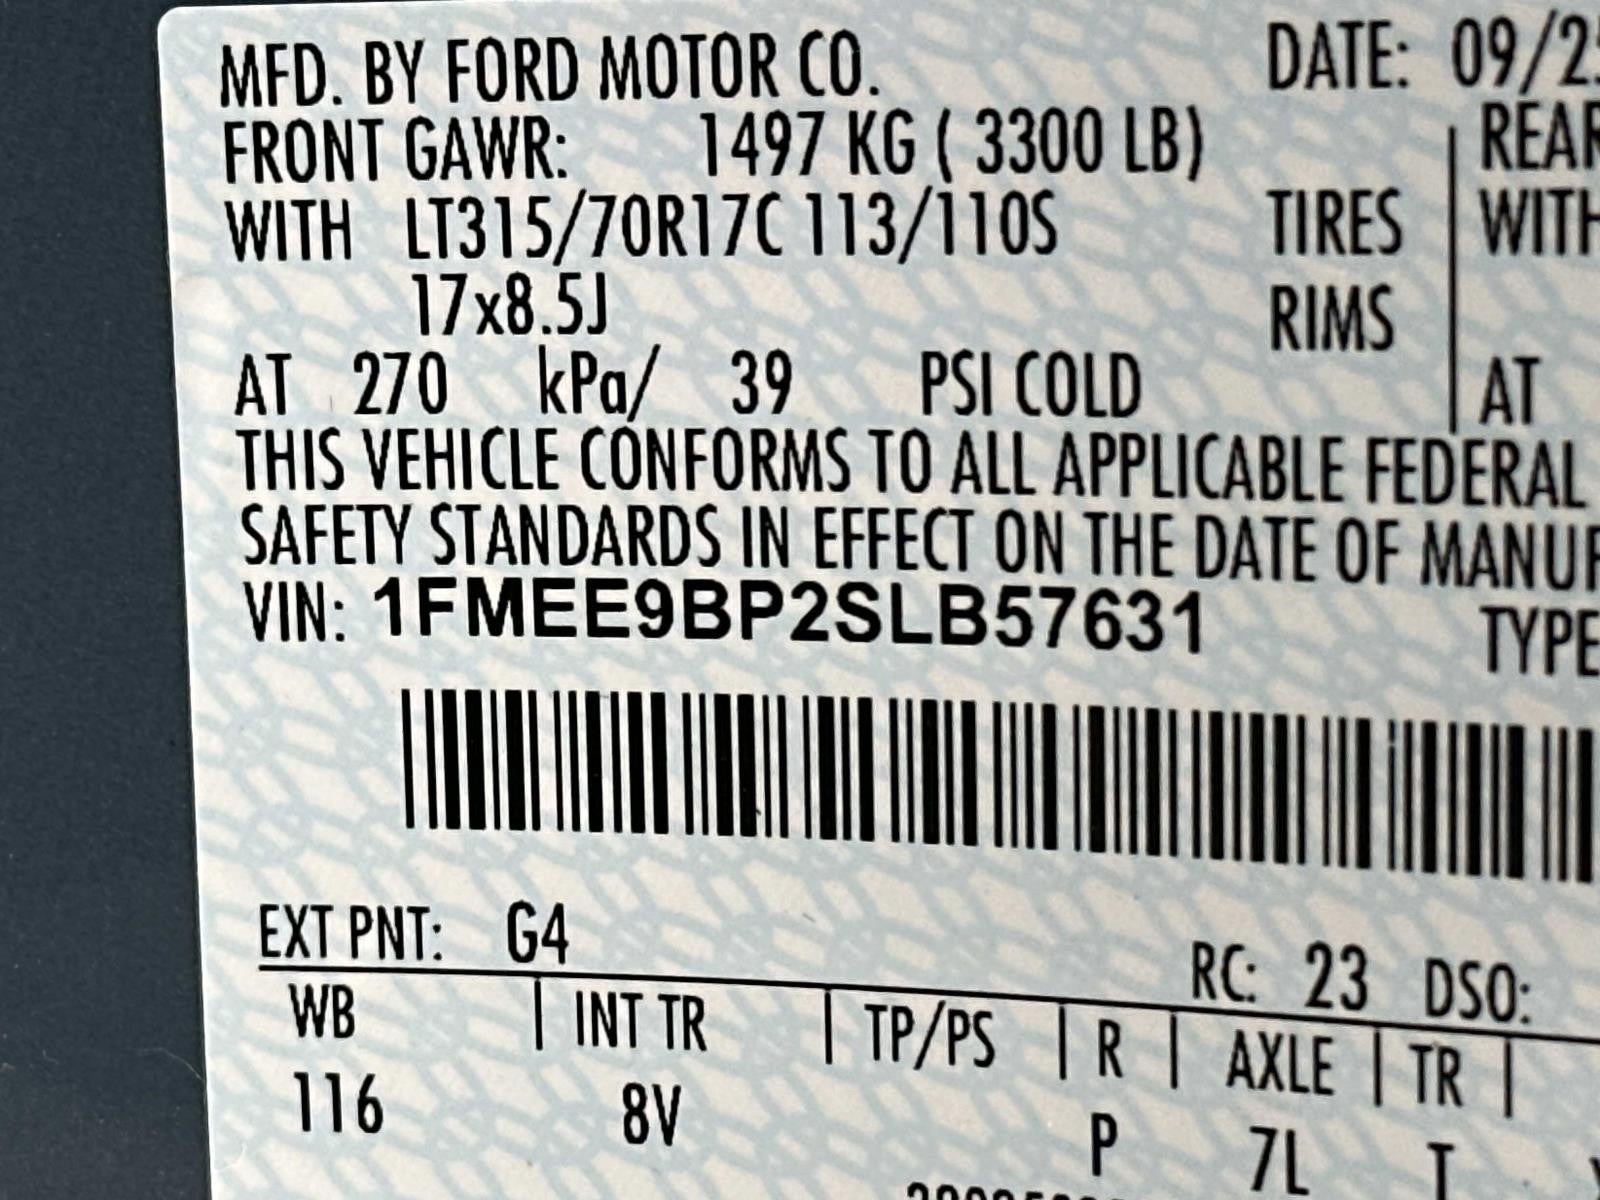 MFD. BY FORD MOTOR CO. DATE: 09/25
FRONT GAWR: 1497 KG ( 3300 LB) REAR
WITH LT315/70R17C 113/110S TIRES WITH
17x8.5J RIMS
AT 270 kPa/ 39 PSI COLD AT
THIS VEHICLE CONFORMS TO ALL APPLICABLE FEDERAL
SAFETY STANDARDS IN EFFECT ON THE DATE OF MANUF
VIN: 1FMEE9BP2SLB57631 TYPE
EXT PNT: G4 RC: 23 DSO:
WB INT TR TP/PS R AXLE TR
116 8V P 7L T